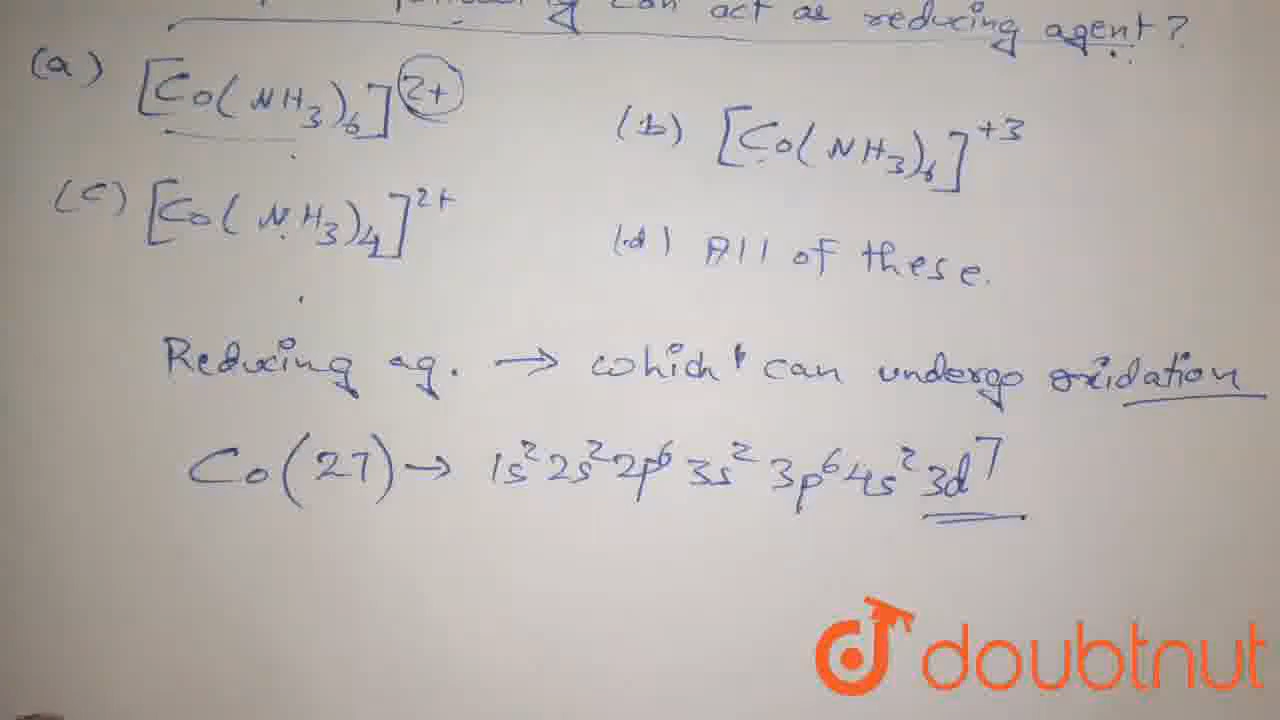 can act as reducing agent?
(a) [Co(NH3)6]2+
(b) [Co(NH3)6]+3
(c) [Co(NH3)4]2+
(d) All of these.
Reducing ag. → which can undergo oxidation
Co(27) → 1s² 2s² 2p⁶ 3s² 3p⁶ 4s² 3d⁷
doubtnut